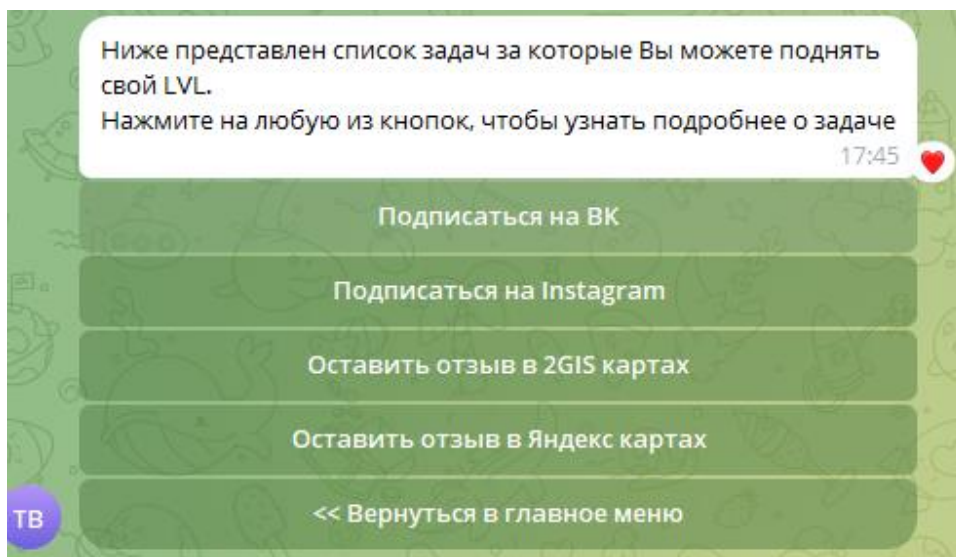 Ниже представлен список задач за которые Вы можете поднять
свой LVL.
Нажмите на любую из кнопок, чтобы узнать подробнее о задаче
17:45
Подписаться на ВК
Подписаться на Instagram
Оставить отзыв в 2GIS картах
Оставить отзыв в Яндекс картах
<< Вернуться в главное меню
ТВ